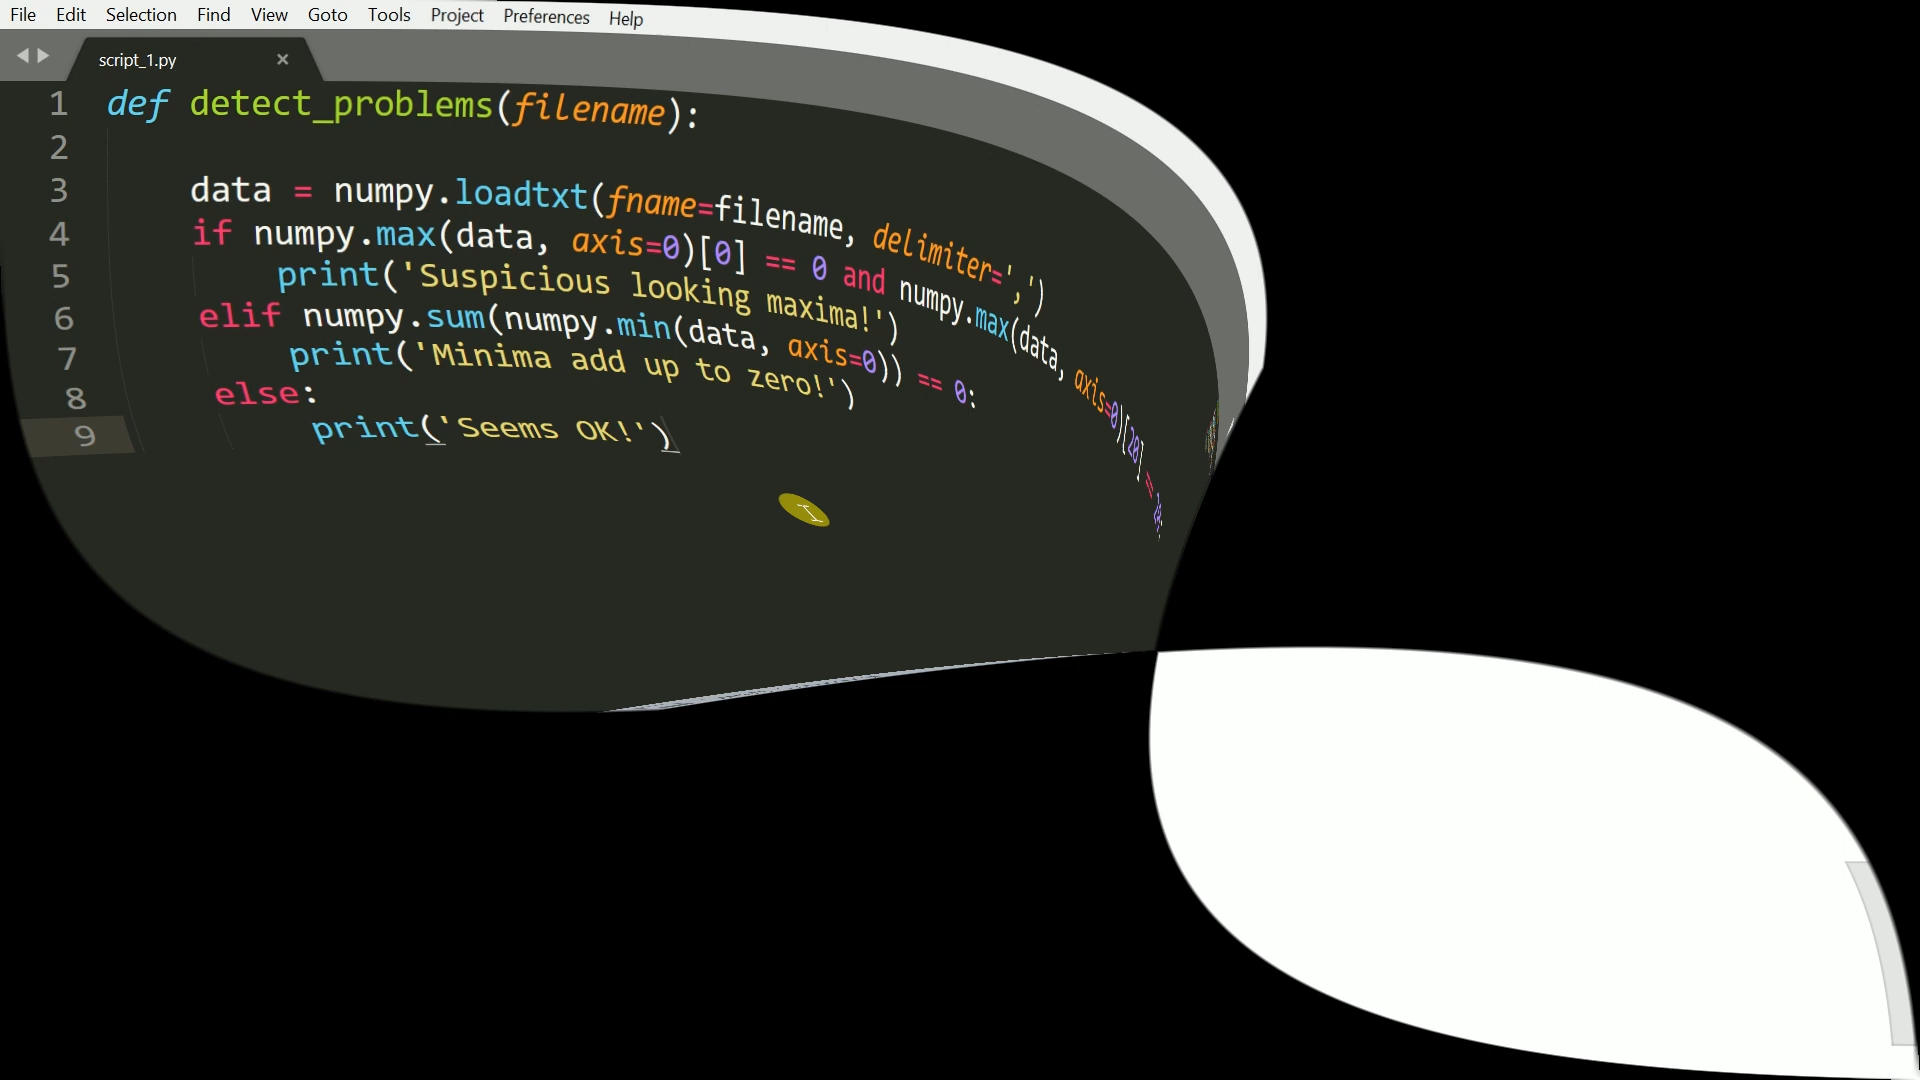 File Edit Selection Find View Goto Tools Project Preferences Help
script_1.py ×
1 def detect_problems(filename):
2
3 data = numpy.loadtxt(fname=filename, delimiter=',')
4 if numpy.max(data, axis=0)[0] == 0 and numpy.max(data, axis=0)[20] ==
5 print('Suspicious looking maxima!')
6 elif numpy.sum(numpy.min(data, axis=0)) == 0:
7 print('Minima add up to zero!')
8 else:
9 print('Seems OK!')